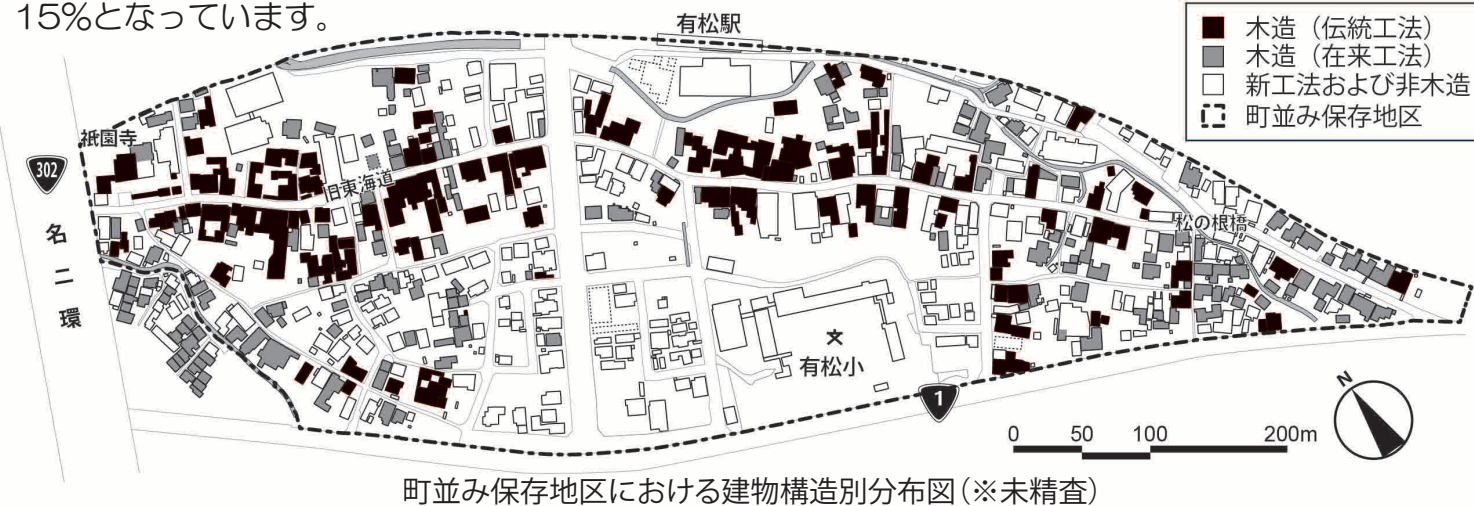 15%となっています。
有松駅
木造（伝統工法）
木造（在来工法）
新工法および非木造
町並み保存地区
祇園寺
302
名二環
旧東海道
松の根橋
文
有松小
1
N
0 50 100 200m
町並み保存地区における建物構造別分布図（※未精査）